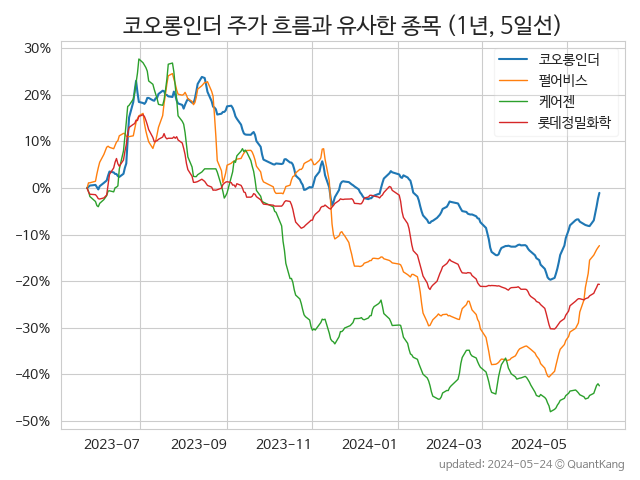 코오롱인더 주가 흐름과 유사한 종목 (1년, 5일선)
코오롱인더
펄어비스
케어젠
롯데정밀화학
30%
20%
10%
0%
−10%
−20%
−30%
−40%
−50%
2023-07 2023-09 2023-11 2024-01 2024-03 2024-05
updated: 2024-05-24 © QuantKang